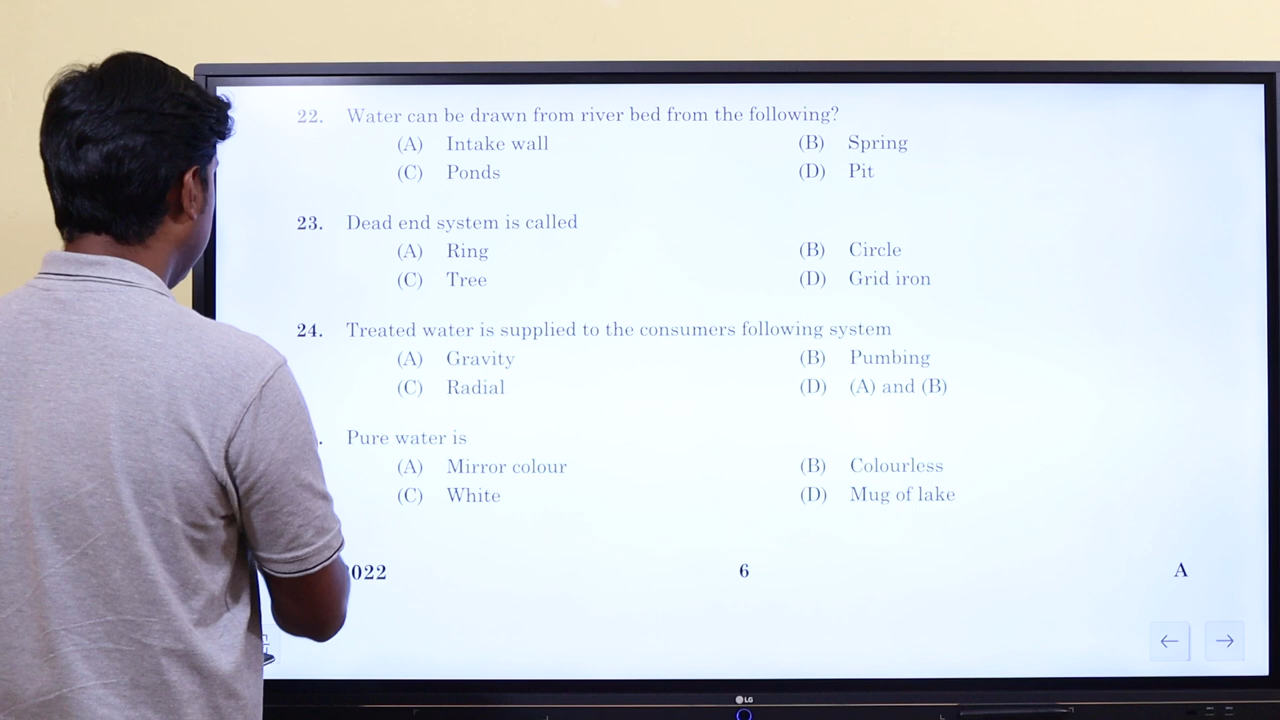 22. Water can be drawn from river bed from the following?
(A) Intake wall (B) Spring
(C) Ponds (D) Pit
23. Dead end system is called
(A) Ring (B) Circle
(C) Tree (D) Grid iron
24. Treated water is supplied to the consumers following system
(A) Gravity (B) Pumbing
(C) Radial (D) (A) and (B)
. Pure water is
(A) Mirror colour (B) Colourless
(C) White (D) Mug of lake
022 6 A
LG